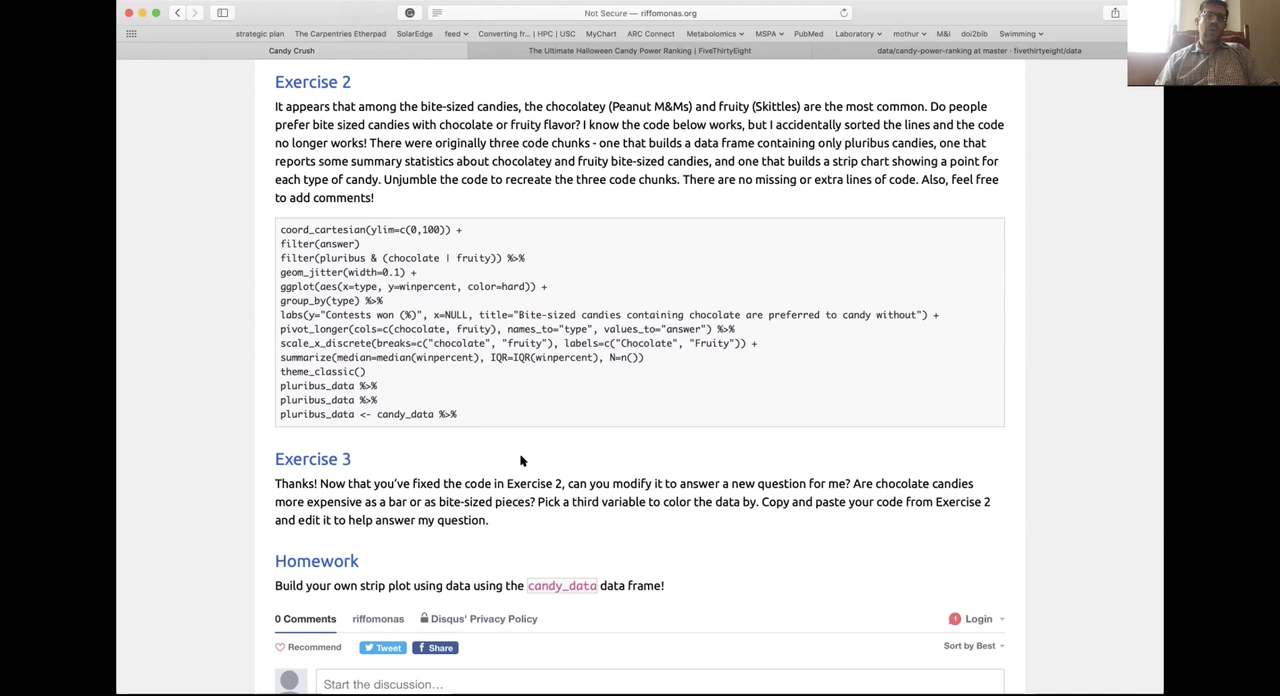 Not Secure — riffomonas.org
strategic plan The Carpentries Etherpad SolarEdge feed Converting fr... | HPC | USC MyChart ARC Connect Metabolomics MSPA PubMed Laboratory mothur M&I doi2bib Swimming
Candy Crush The Ultimate Halloween Candy Power Ranking | FiveThirtyEight data/candy-power-ranking at master · fivethirtyeight/data
Exercise 2
It appears that among the bite-sized candies, the chocolatey (Peanut M&Ms) and fruity (Skittles) are the most common. Do people
prefer bite sized candies with chocolate or fruity flavor? I know the code below works, but I accidentally sorted the lines and the code
no longer works! There were originally three code chunks - one that builds a data frame containing only pluribus candies, one that
reports some summary statistics about chocolatey and fruity bite-sized candies, and one that builds a strip chart showing a point for
each type of candy. Unjumble the code to recreate the three code chunks. There are no missing or extra lines of code. Also, feel free
to add comments!
coord_cartesian(ylim=c(0,100)) +
filter(answer)
filter(pluribus & (chocolate | fruity)) %>%
geom_jitter(width=0.1) +
ggplot(aes(x=type, y=winpercent, color=hard)) +
group_by(type) %>%
labs(y="Contests won (%)", x=NULL, title="Bite-sized candies containing chocolate are preferred to candy without") +
pivot_longer(cols=c(chocolate, fruity), names_to="type", values_to="answer") %>%
scale_x_discrete(breaks=c("chocolate", "fruity"), labels=c("Chocolate", "Fruity")) +
summarize(median=median(winpercent), IQR=IQR(winpercent), N=n())
theme_classic()
pluribus_data %>%
pluribus_data %>%
pluribus_data <- candy_data %>%
Exercise 3
Thanks! Now that you've fixed the code in Exercise 2, can you modify it to answer a new question for me? Are chocolate candies
more expensive as a bar or as bite-sized pieces? Pick a third variable to color the data by. Copy and paste your code from Exercise 2
and edit it to help answer my question.
Homework
Build your own strip plot using data using the candy_data data frame!
0 Comments riffomonas Disqus' Privacy Policy 1 Login
Recommend Tweet f Share Sort by Best
Start the discussion...